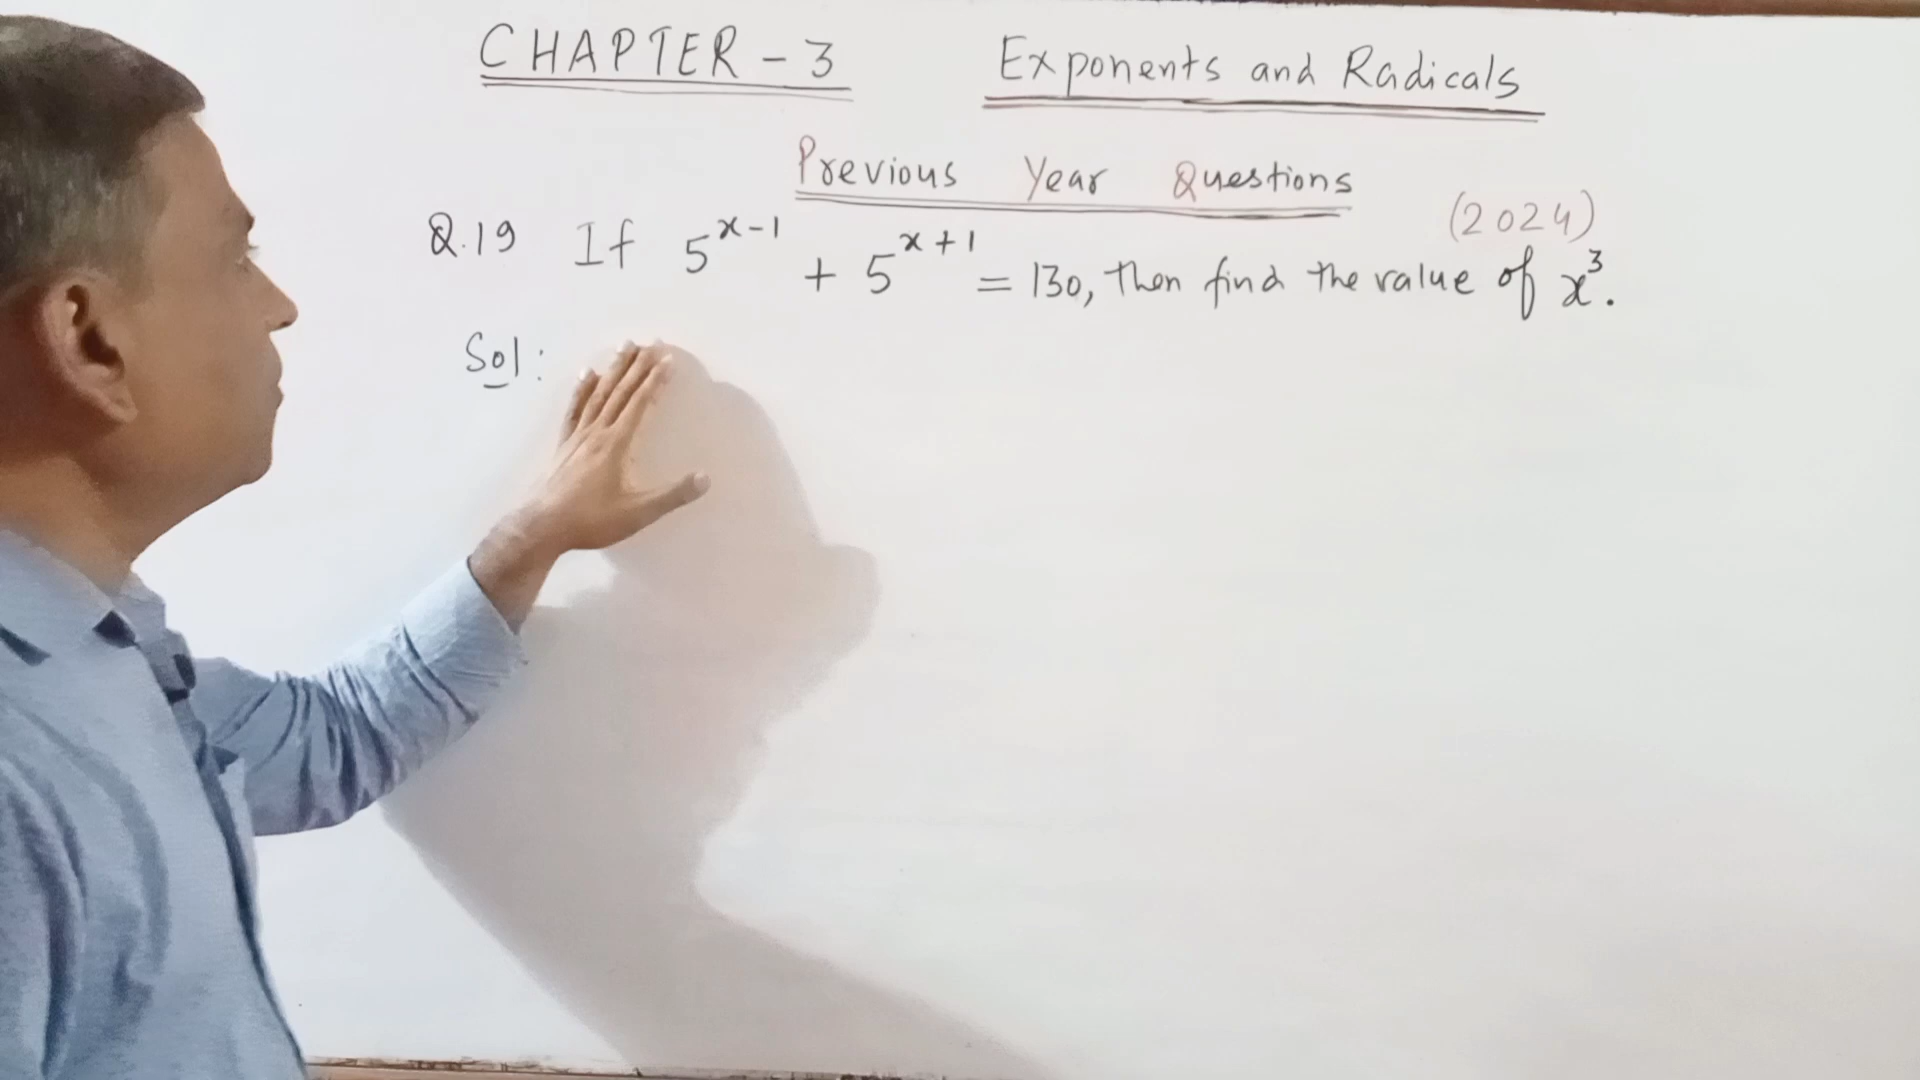 CHAPTER - 3 Exponents and Radicals
Previous Year Questions
(2024)
Q.19 If 5^{x-1} + 5^{x+1} = 130, then find the value of x³.
Sol: